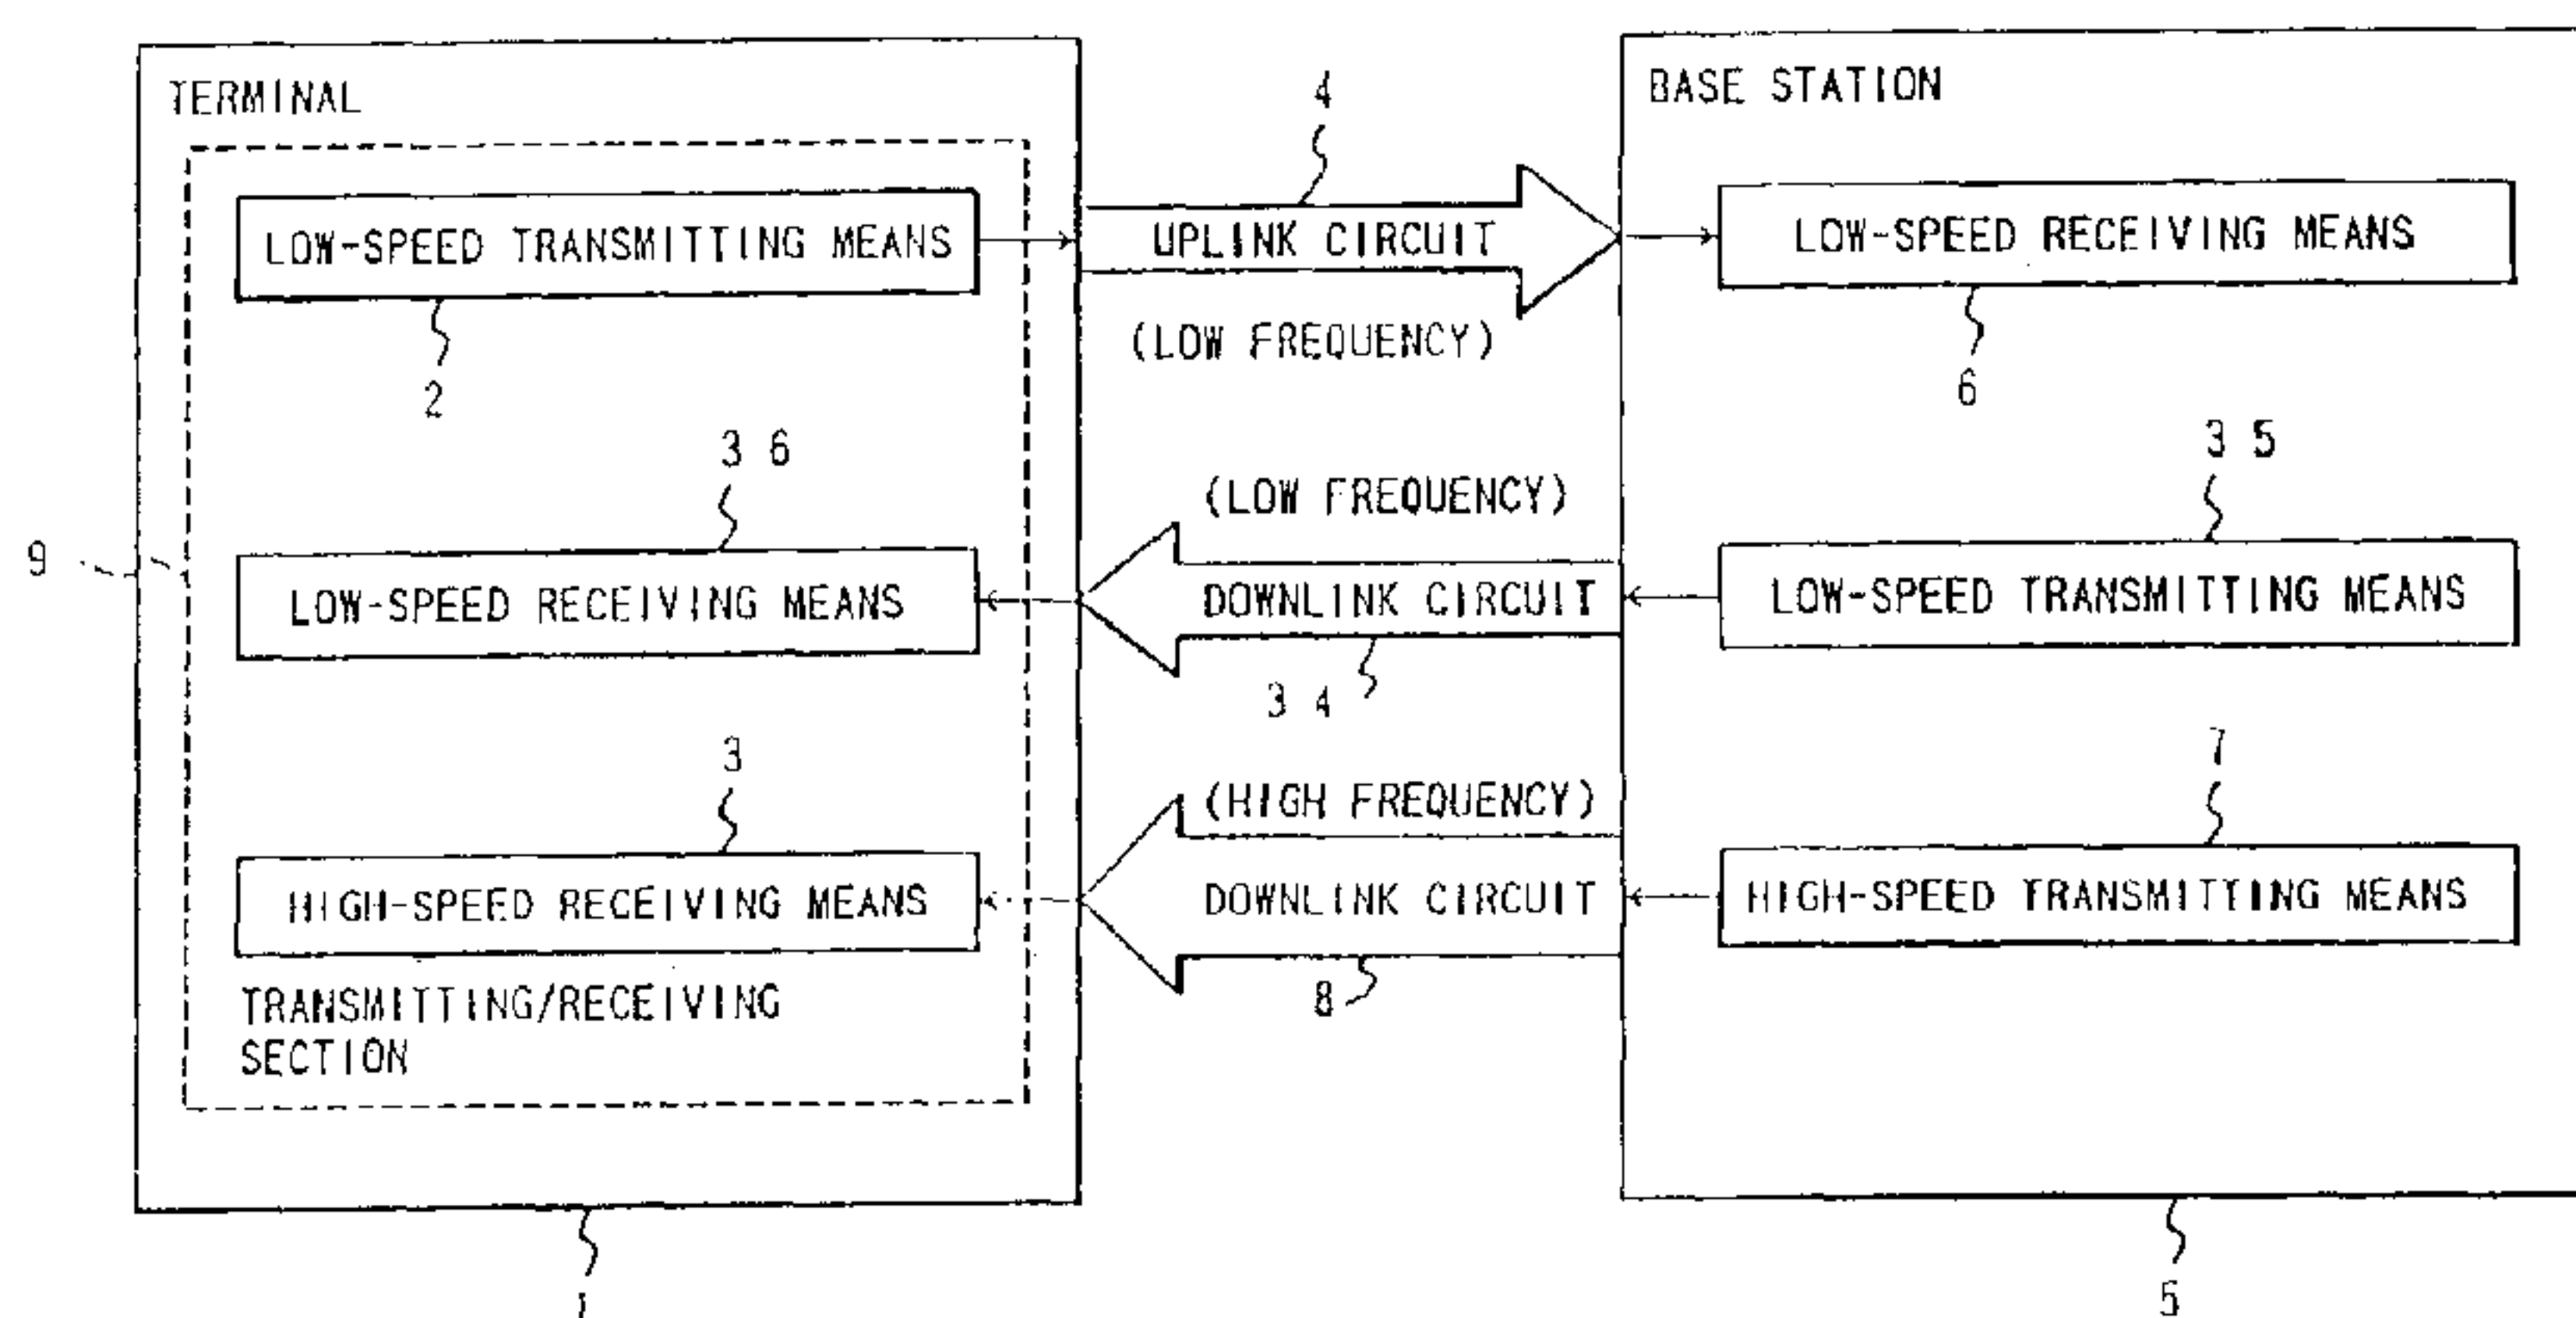 TERMINAL
BASE STATION
4
LOW-SPEED TRANSMITTING MEANS
UPLINK CIRCUIT
LOW-SPEED RECEIVING MEANS
(LOW FREQUENCY)
2
6
3 6
3 5
(LOW FREQUENCY)
9
LOW-SPEED RECEIVING MEANS
DOWNLINK CIRCUIT
LOW-SPEED TRANSMITTING MEANS
3 4
3
7
(HIGH FREQUENCY)
HIGH-SPEED RECEIVING MEANS
DOWNLINK CIRCUIT
HIGH-SPEED TRANSMITTING MEANS
TRANSMITTING/RECEIVING
SECTION
8
1
5